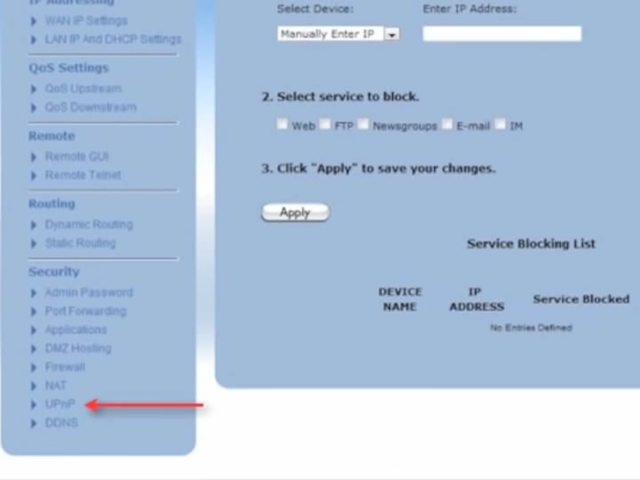 IP Addressing
WAN IP Settings
LAN IP And DHCP Settings
QoS Settings
QoS Upstream
QoS Downstream
Remote
Remote GUI
Remote Telnet
Routing
Dynamic Routing
Static Routing
Security
Admin Password
Port Forwarding
Applications
DMZ Hosting
Firewall
NAT
UPnP
DDNS
Select Device: Enter IP Address:
Manually Enter IP
2. Select service to block.
Web FTP Newsgroups E-mail IM
3. Click "Apply" to save your changes.
Apply
Service Blocking List
DEVICE NAME IP ADDRESS Service Blocked
No Entries Defined